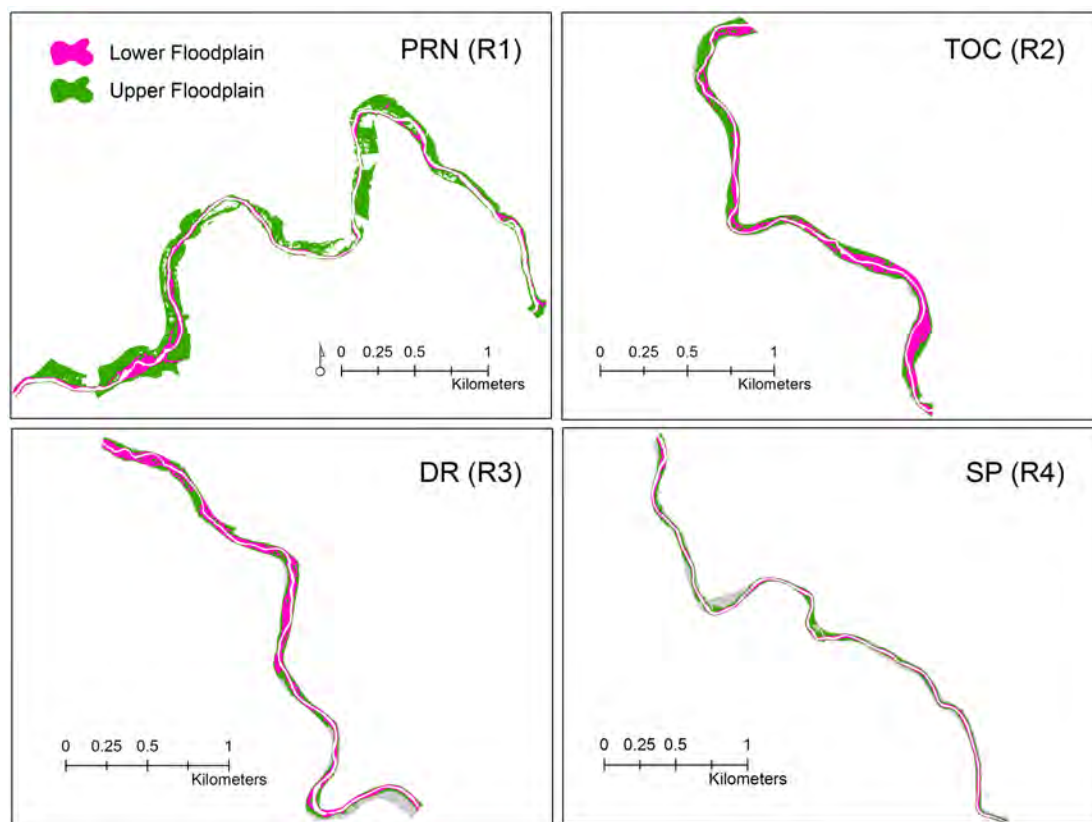 PRN (R1)
Lower Floodplain
Upper Floodplain
0 0.25 0.5 1
Kilometers
TOC (R2)
0 0.25 0.5 1
Kilometers
DR (R3)
0 0.25 0.5 1
Kilometers
SP (R4)
0 0.25 0.5 1
Kilometers